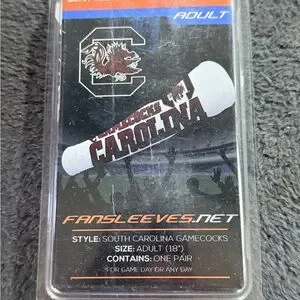 ADULT
GAMECOCKS
CAROLINA
FANSLEEVES.NET
STYLE: SOUTH CAROLINA GAMECOCKS
SIZE: ADULT (18")
CONTAINS: ONE PAIR
*FOR GAME DAY OR ANY DAY